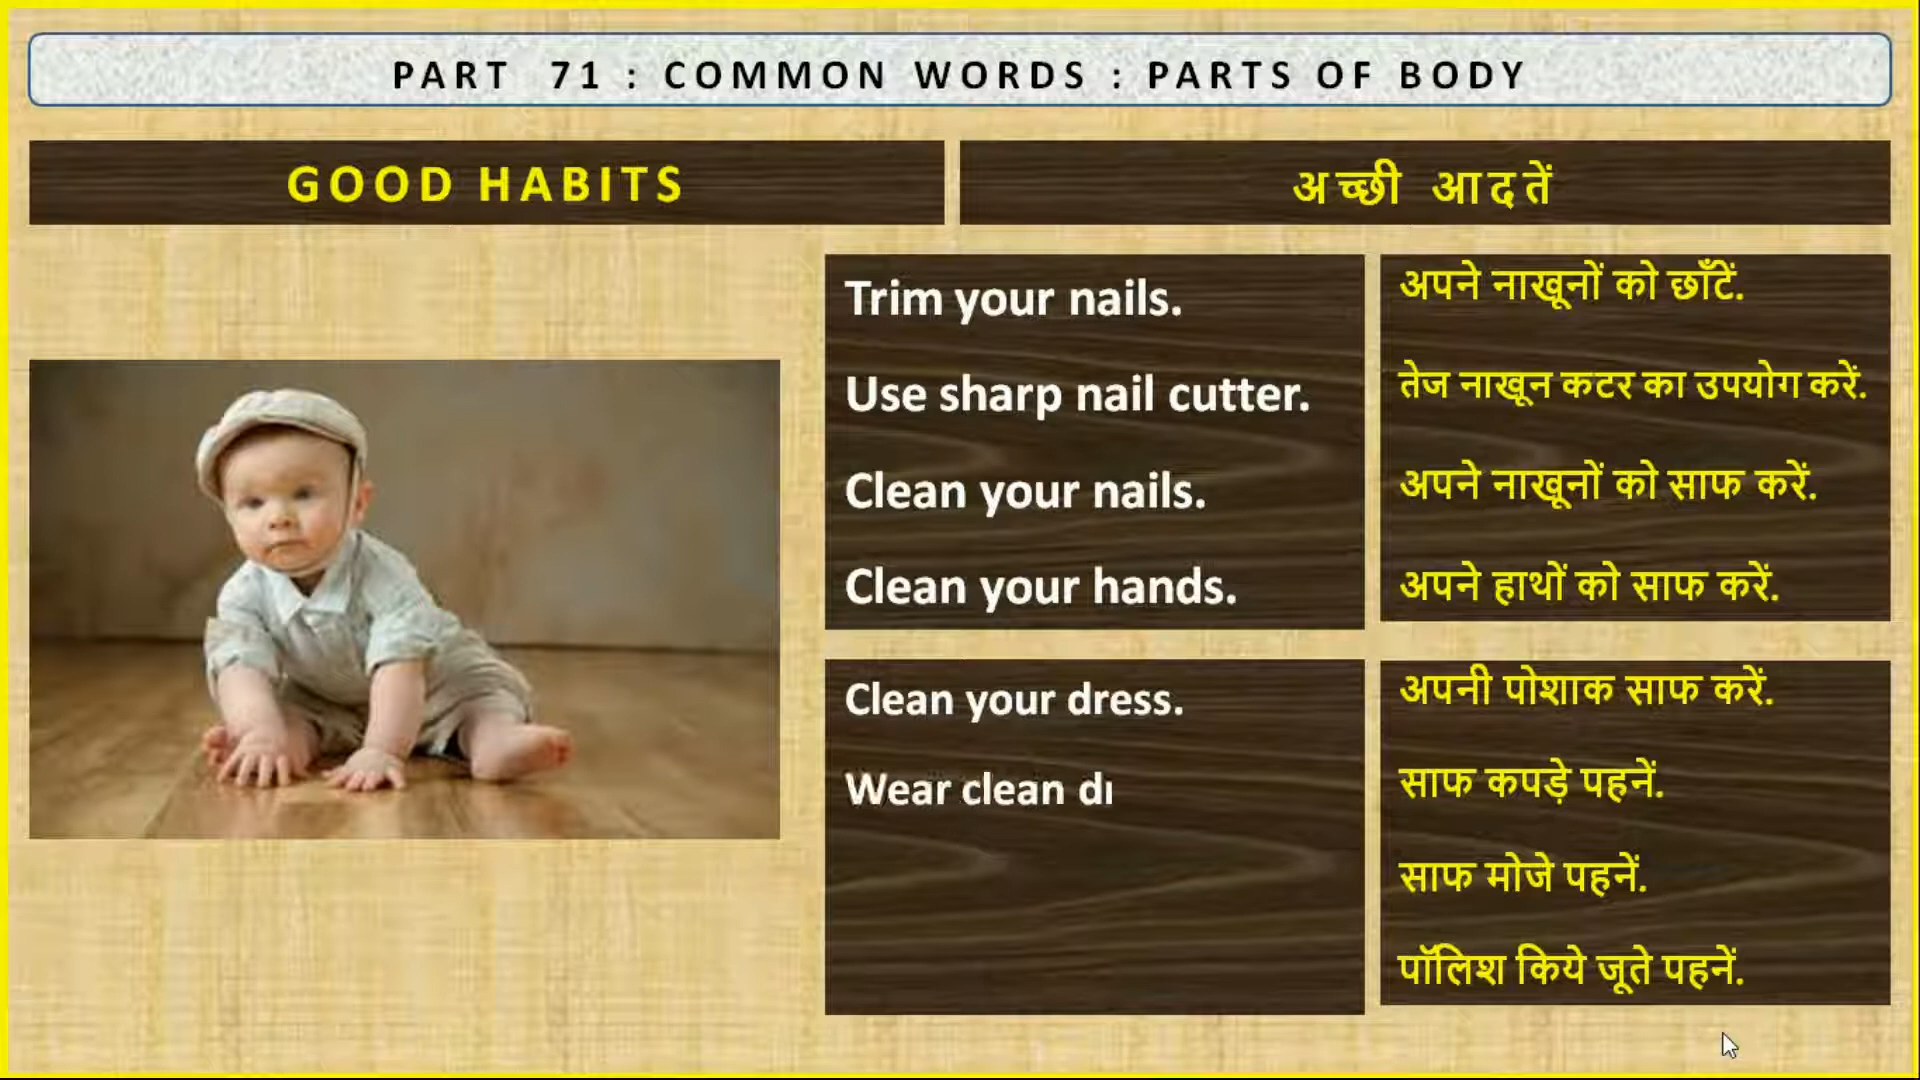 PART 71 : COMMON WORDS : PARTS OF BODY
GOOD HABITS
अच्छी आदतें
Trim your nails.
Use sharp nail cutter.
Clean your nails.
Clean your hands.
अपने नाखूनों को छाँटें.
तेज नाखून कटर का उपयोग करें.
अपने नाखूनों को साफ करें.
अपने हाथों को साफ करें.
Clean your dress.
Wear clean
अपनी पोशाक साफ करें.
साफ कपड़े पहनें.
साफ मोजे पहनें.
पॉलिश किये जूते पहनें.